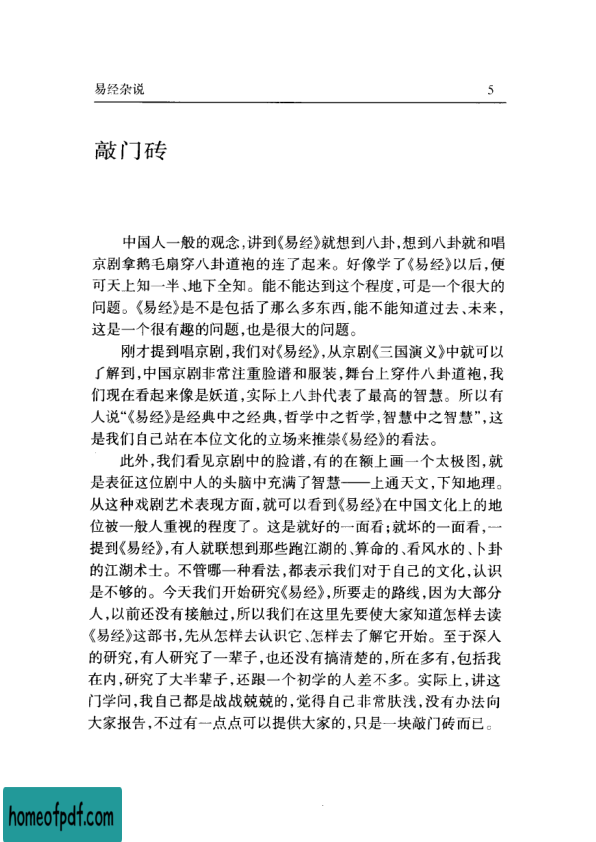 易经杂说 5
敲门砖
中国人一般的观念,讲到《易经》就想到八卦,想到八卦就和唱
京剧拿鹅毛扇穿八卦道袍的连了起来。好像学了《易经》以后,便
可天上知一半、地下全知。能不能达到这个程度,可是一个很大的
问题。《易经》是不是包括了那么多东西,能不能知道过去、未来,
这是一个很有趣的问题,也是很大的问题。
刚才提到唱京剧,我们对《易经》,从京剧《三国演义》中就可以
了解到,中国京剧非常注重脸谱和服装,舞台上穿件八卦道袍,我
们现在看起来像是妖道,实际上八卦代表了最高的智慧。所以有
人说“《易经》是经典中之经典,哲学中之哲学,智慧中之智慧”,这
是我们自己站在本位文化的立场来推崇《易经》的看法。
此外,我们看见京剧中的脸谱,有的在额上画一个太极图,就
是表征这位剧中人的头脑中充满了智慧——上通天文,下知地理。
从这种戏剧艺术表现方面,就可以看到《易经》在中国文化上的地
位被一般人重视的程度了。这是就好的一面看;就坏的一面看,一
提到《易经》,有人就联想到那些跑江湖的、算命的、看风水的、卜卦
的江湖术士。不管哪一种看法,都表示我们对于自己的文化,认识
是不够的。今天我们开始研究《易经》,所要走的路线,因为大部分
人,以前还没有接触过,所以我们在这里先要使大家知道怎样去读
《易经》这部书,先从怎样去认识它、怎样去了解它开始。至于深入
的研究,有人研究了一辈子,也还没有搞清楚的,所在多有,包括我
在内,研究了大半辈子,还跟一个初学的人差不多。实际上,讲这
门学问,我自己都是战战兢兢的,觉得自己非常肤浅,没有办法向
大家报告,不过有一点点可以提供大家的,只是一块敲门砖而已。
homeofpdf.com